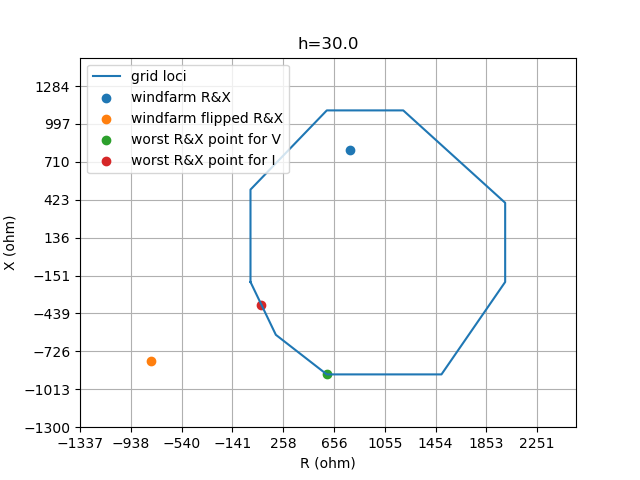 h=30.0
grid loci
windfarm R&X
windfarm flipped R&X
worst R&X point for V
worst R&X point for I
1284
997
710
423
136
−151
−439
−726
−1013
−1300
X (ohm)
−1337 −938 −540 −141 258 656 1055 1454 1853 2251
R (ohm)